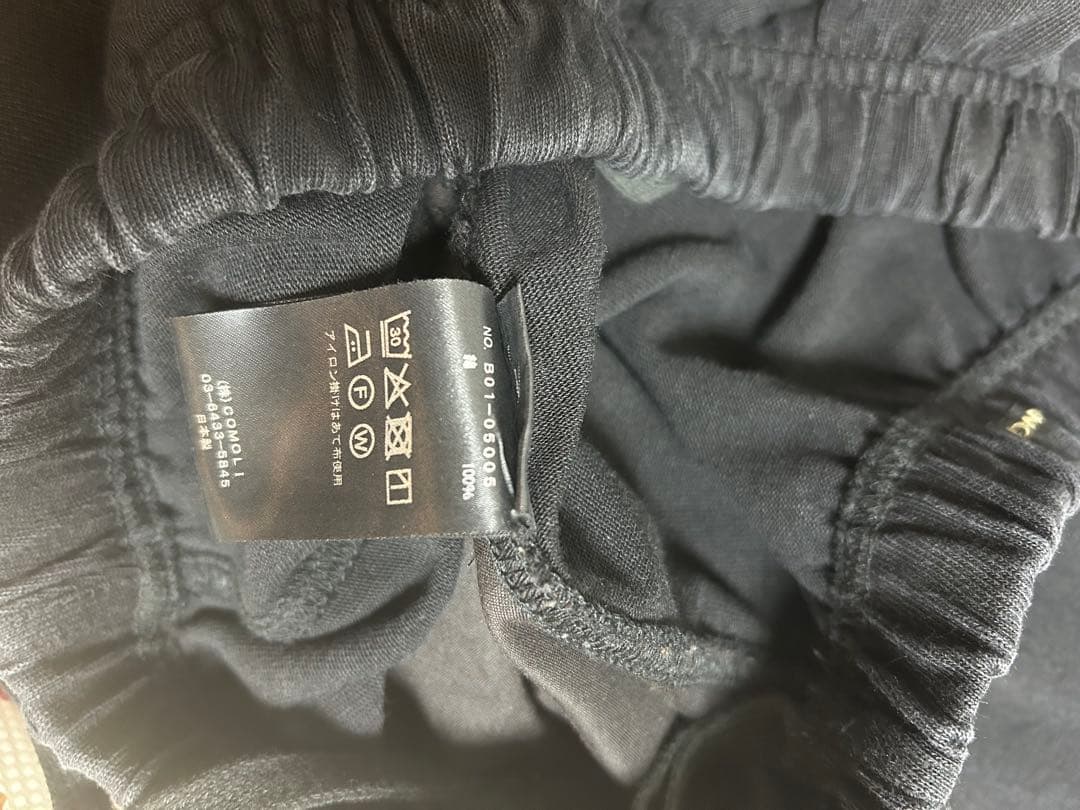 NO. B01-05005
綿 100%
30
F W
アイロン掛けはあて布使用
(株)COMOLI
03-6433-5845
日本製